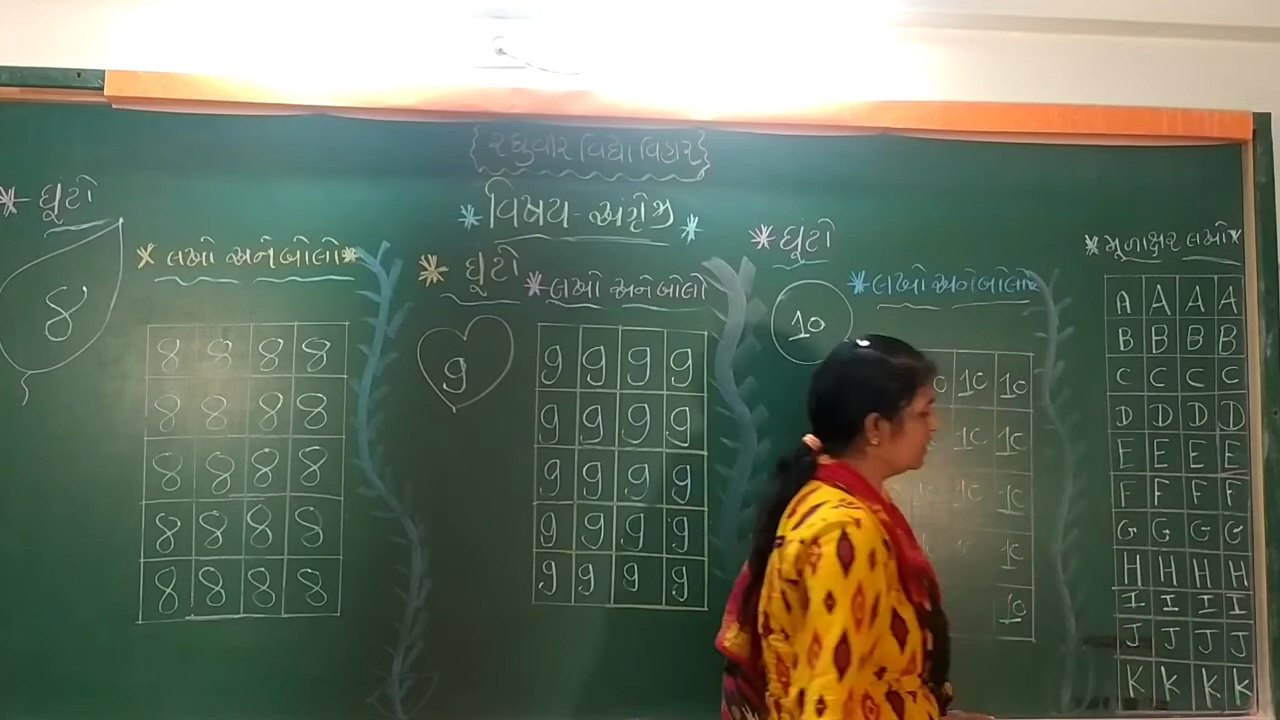 રઘુવીર વિદ્યા વિહાર
* વિષય - અંગ્રેજી *
* ઘૂંટો
8
* લખો અને બોલો *
8 8 8 8
8 8 8 8
8 8 8 8
8 8 8 8
8 8 8 8
* ઘૂંટો
9
* લખો અને બોલો
9 9 9 9
9 9 9 9
9 9 9 9
9 9 9 9
9 9 9 9
* ઘૂંટો
10
* લખો અને બોલો *
10 10
10 10
10 10 10
10
10
* મૂળાક્ષર લખો *
A A A A
B B B B
C C C C
D D D D
E E E E
F F F F
G G G G
H H H H
I I I I
J J J J
K K K K